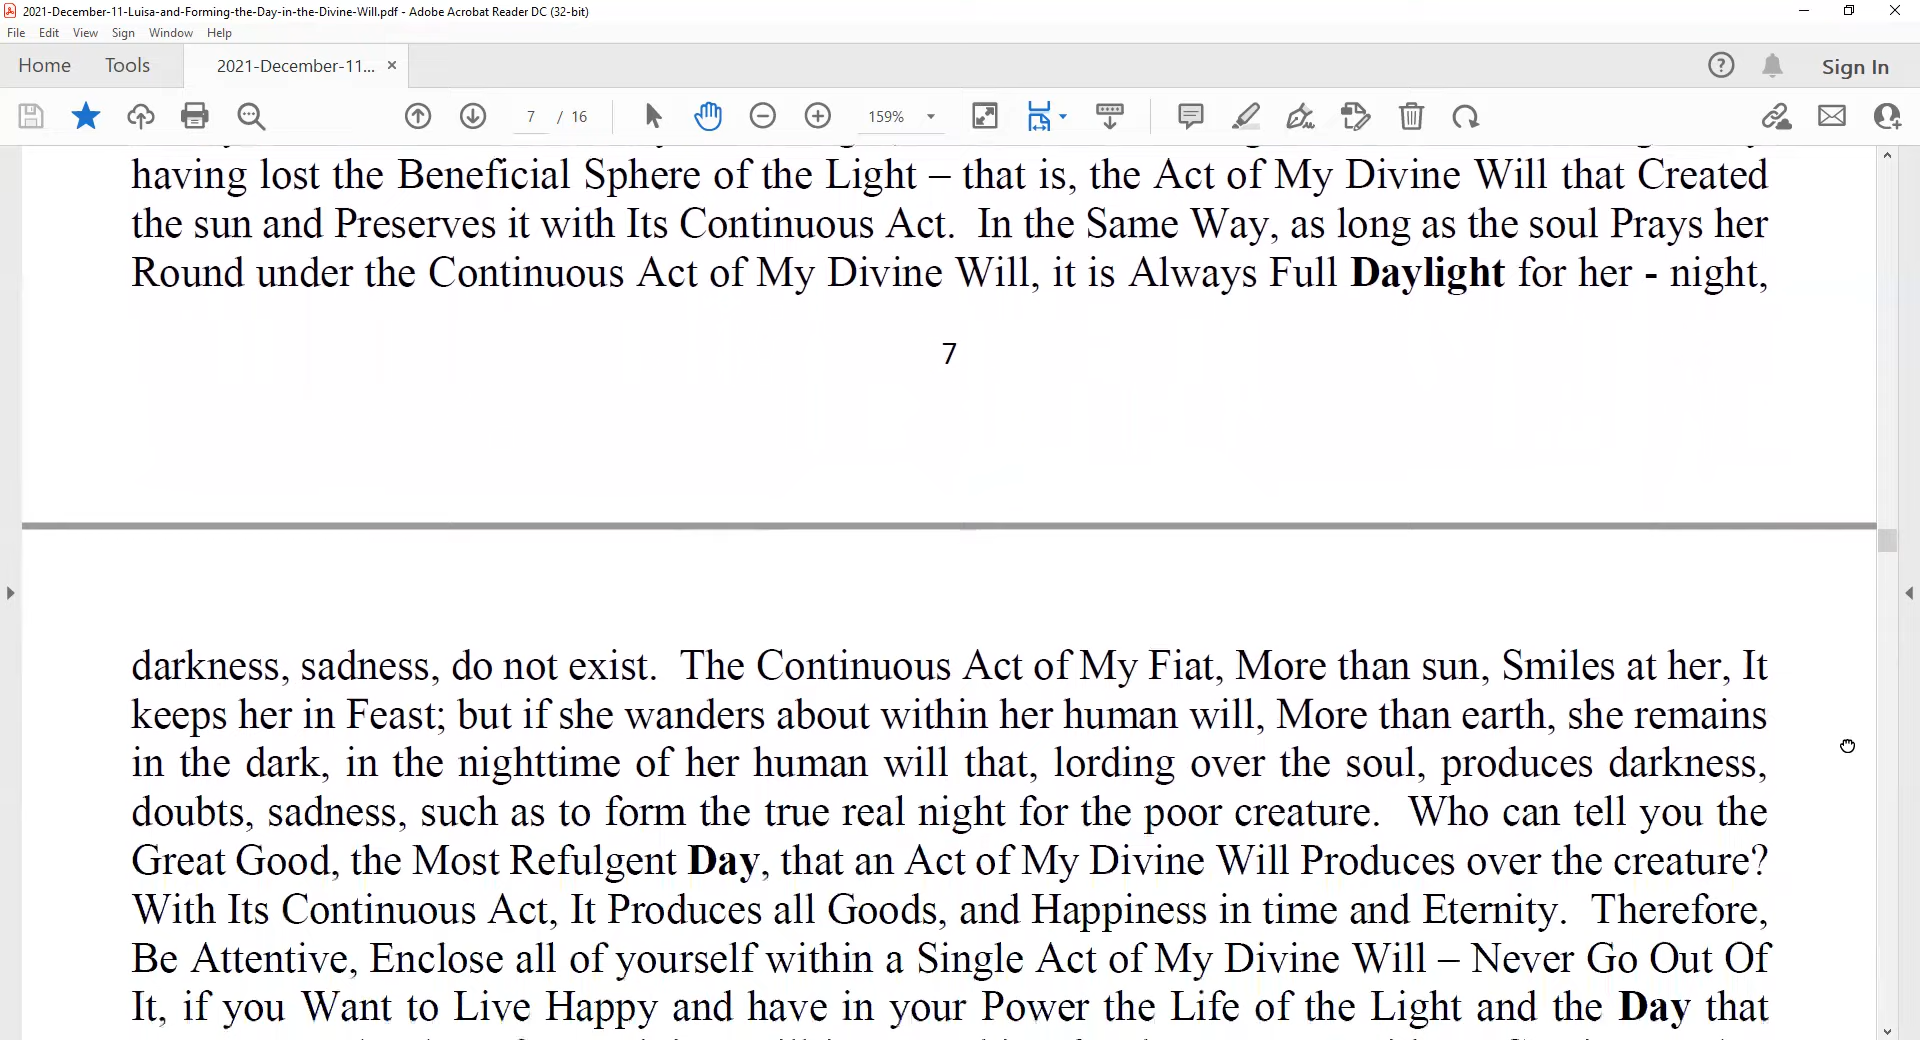 2021-December-11-Luisa-and-Forming-the-Day-in-the-Divine-Will.pdf - Adobe Acrobat Reader DC (32-bit)
File Edit View Sign Window Help
Home Tools 2021-December-11... × Sign In
7 / 16 159%
having lost the Beneficial Sphere of the Light – that is, the Act of My Divine Will that Created
the sun and Preserves it with Its Continuous Act. In the Same Way, as long as the soul Prays her
Round under the Continuous Act of My Divine Will, it is Always Full Daylight for her - night,
7
darkness, sadness, do not exist. The Continuous Act of My Fiat, More than sun, Smiles at her, It
keeps her in Feast; but if she wanders about within her human will, More than earth, she remains
in the dark, in the nighttime of her human will that, lording over the soul, produces darkness,
doubts, sadness, such as to form the true real night for the poor creature. Who can tell you the
Great Good, the Most Refulgent Day, that an Act of My Divine Will Produces over the creature?
With Its Continuous Act, It Produces all Goods, and Happiness in time and Eternity. Therefore,
Be Attentive, Enclose all of yourself within a Single Act of My Divine Will – Never Go Out Of
It, if you Want to Live Happy and have in your Power the Life of the Light and the Day that